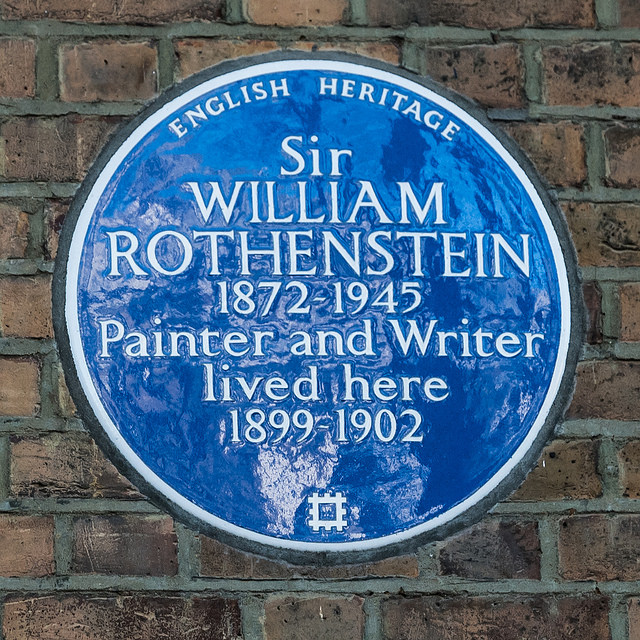 ENGLISH HERITAGE
Sir
WILLIAM
ROTHENSTEIN
1872-1945
Painter and Writer
lived here
1899-1902